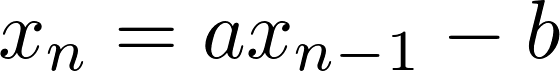 x_n = ax_{n-1} - b